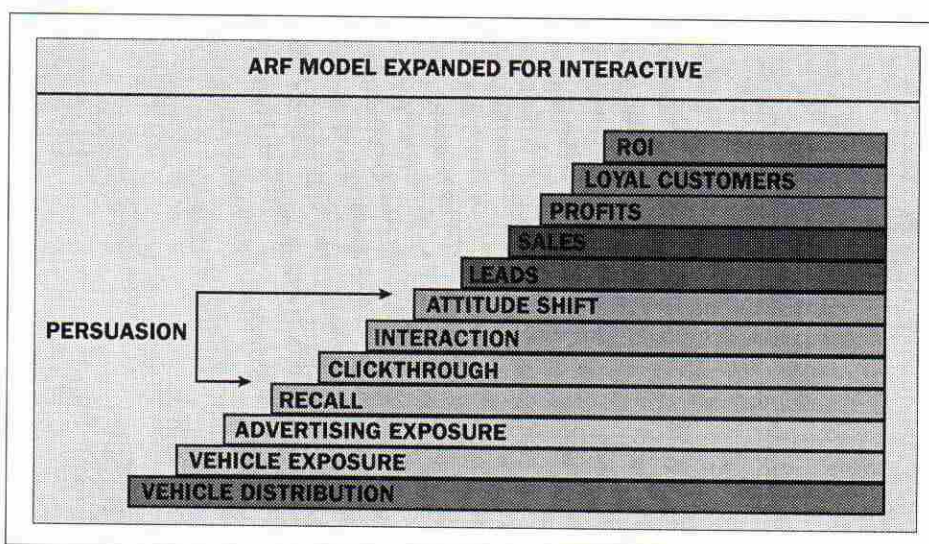 ARF MODEL EXPANDED FOR INTERACTIVE
ROI
LOYAL CUSTOMERS
PROFITS
SALES
LEADS
ATTITUDE SHIFT
PERSUASION
INTERACTION
CLICKTHROUGH
RECALL
ADVERTISING EXPOSURE
VEHICLE EXPOSURE
VEHICLE DISTRIBUTION